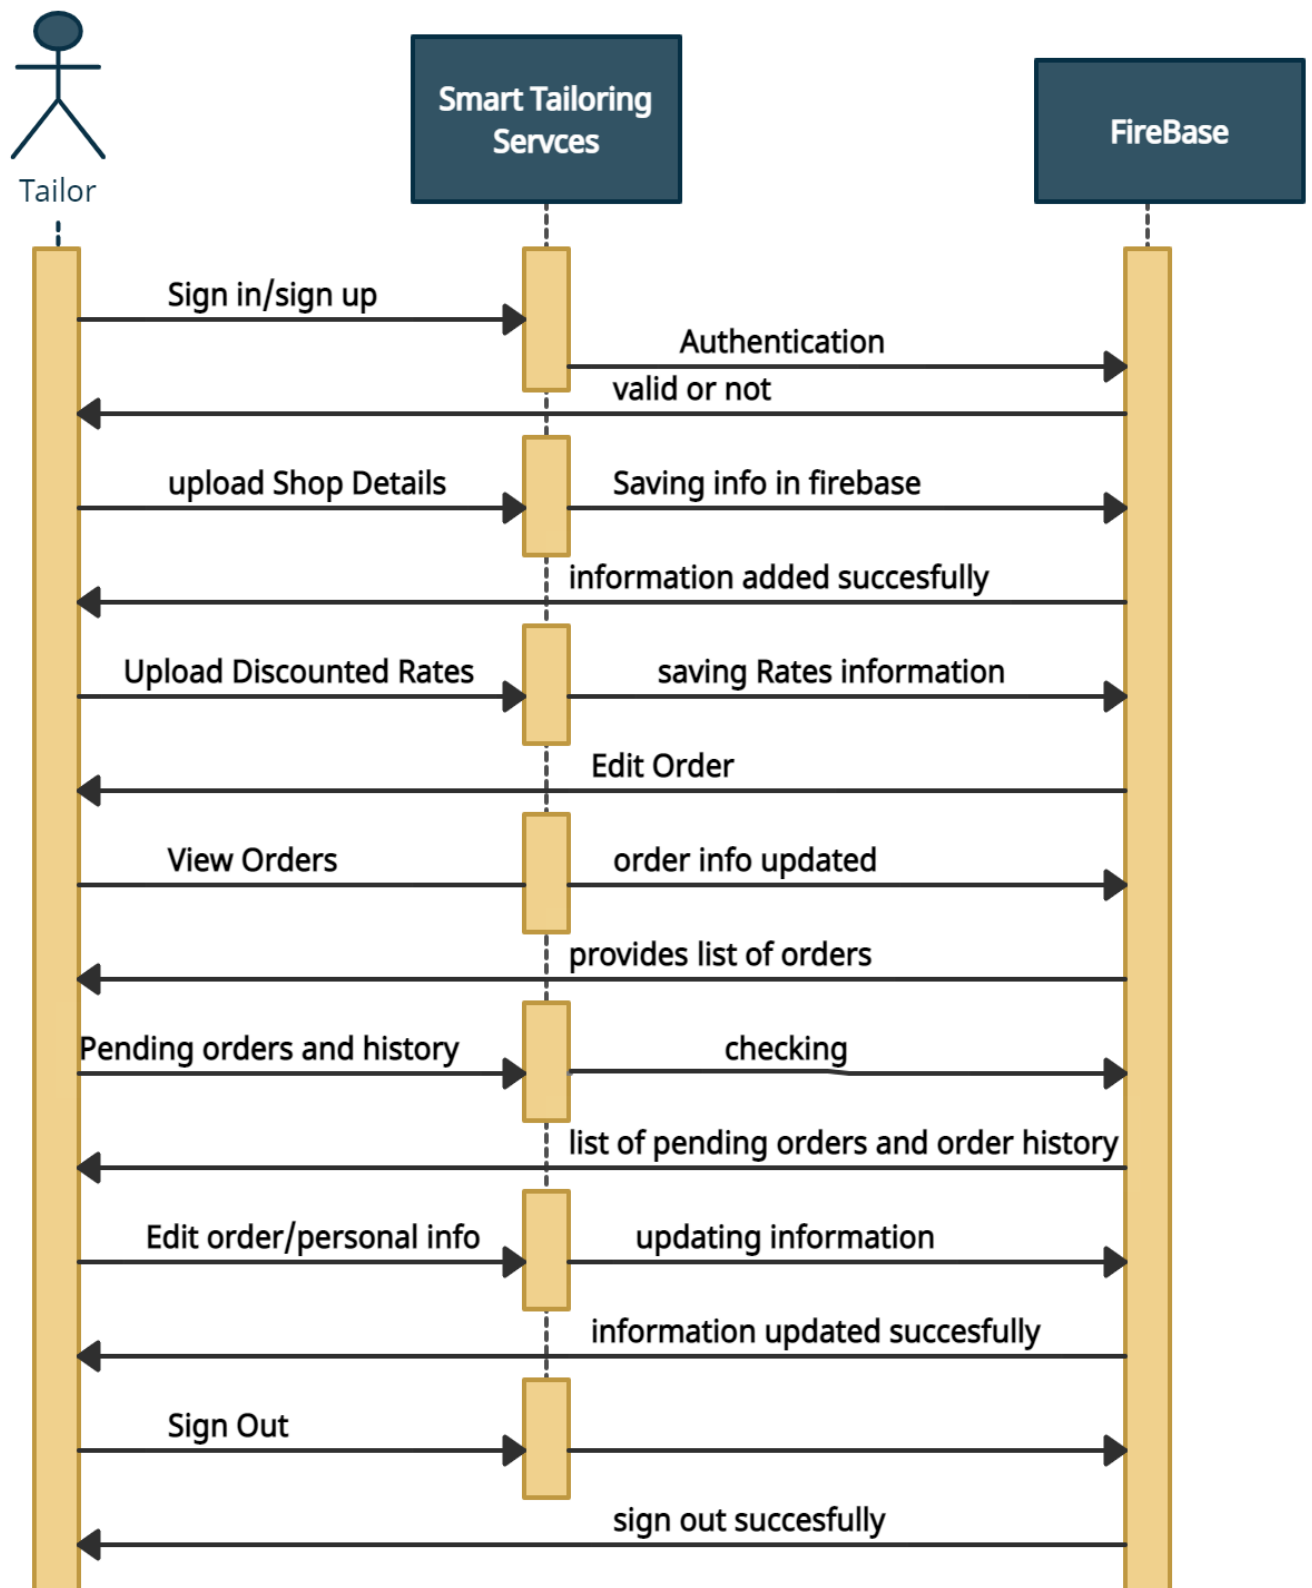 Smart Tailoring
Servces
FireBase
Tailor
Sign in/sign up
Authentication
valid or not
upload Shop Details
Saving info in firebase
information added succesfully
Upload Discounted Rates
saving Rates information
Edit Order
View Orders
order info updated
provides list of orders
Pending orders and history
checking
list of pending orders and order history
Edit order/personal info
updating information
information updated succesfully
Sign Out
sign out succesfully